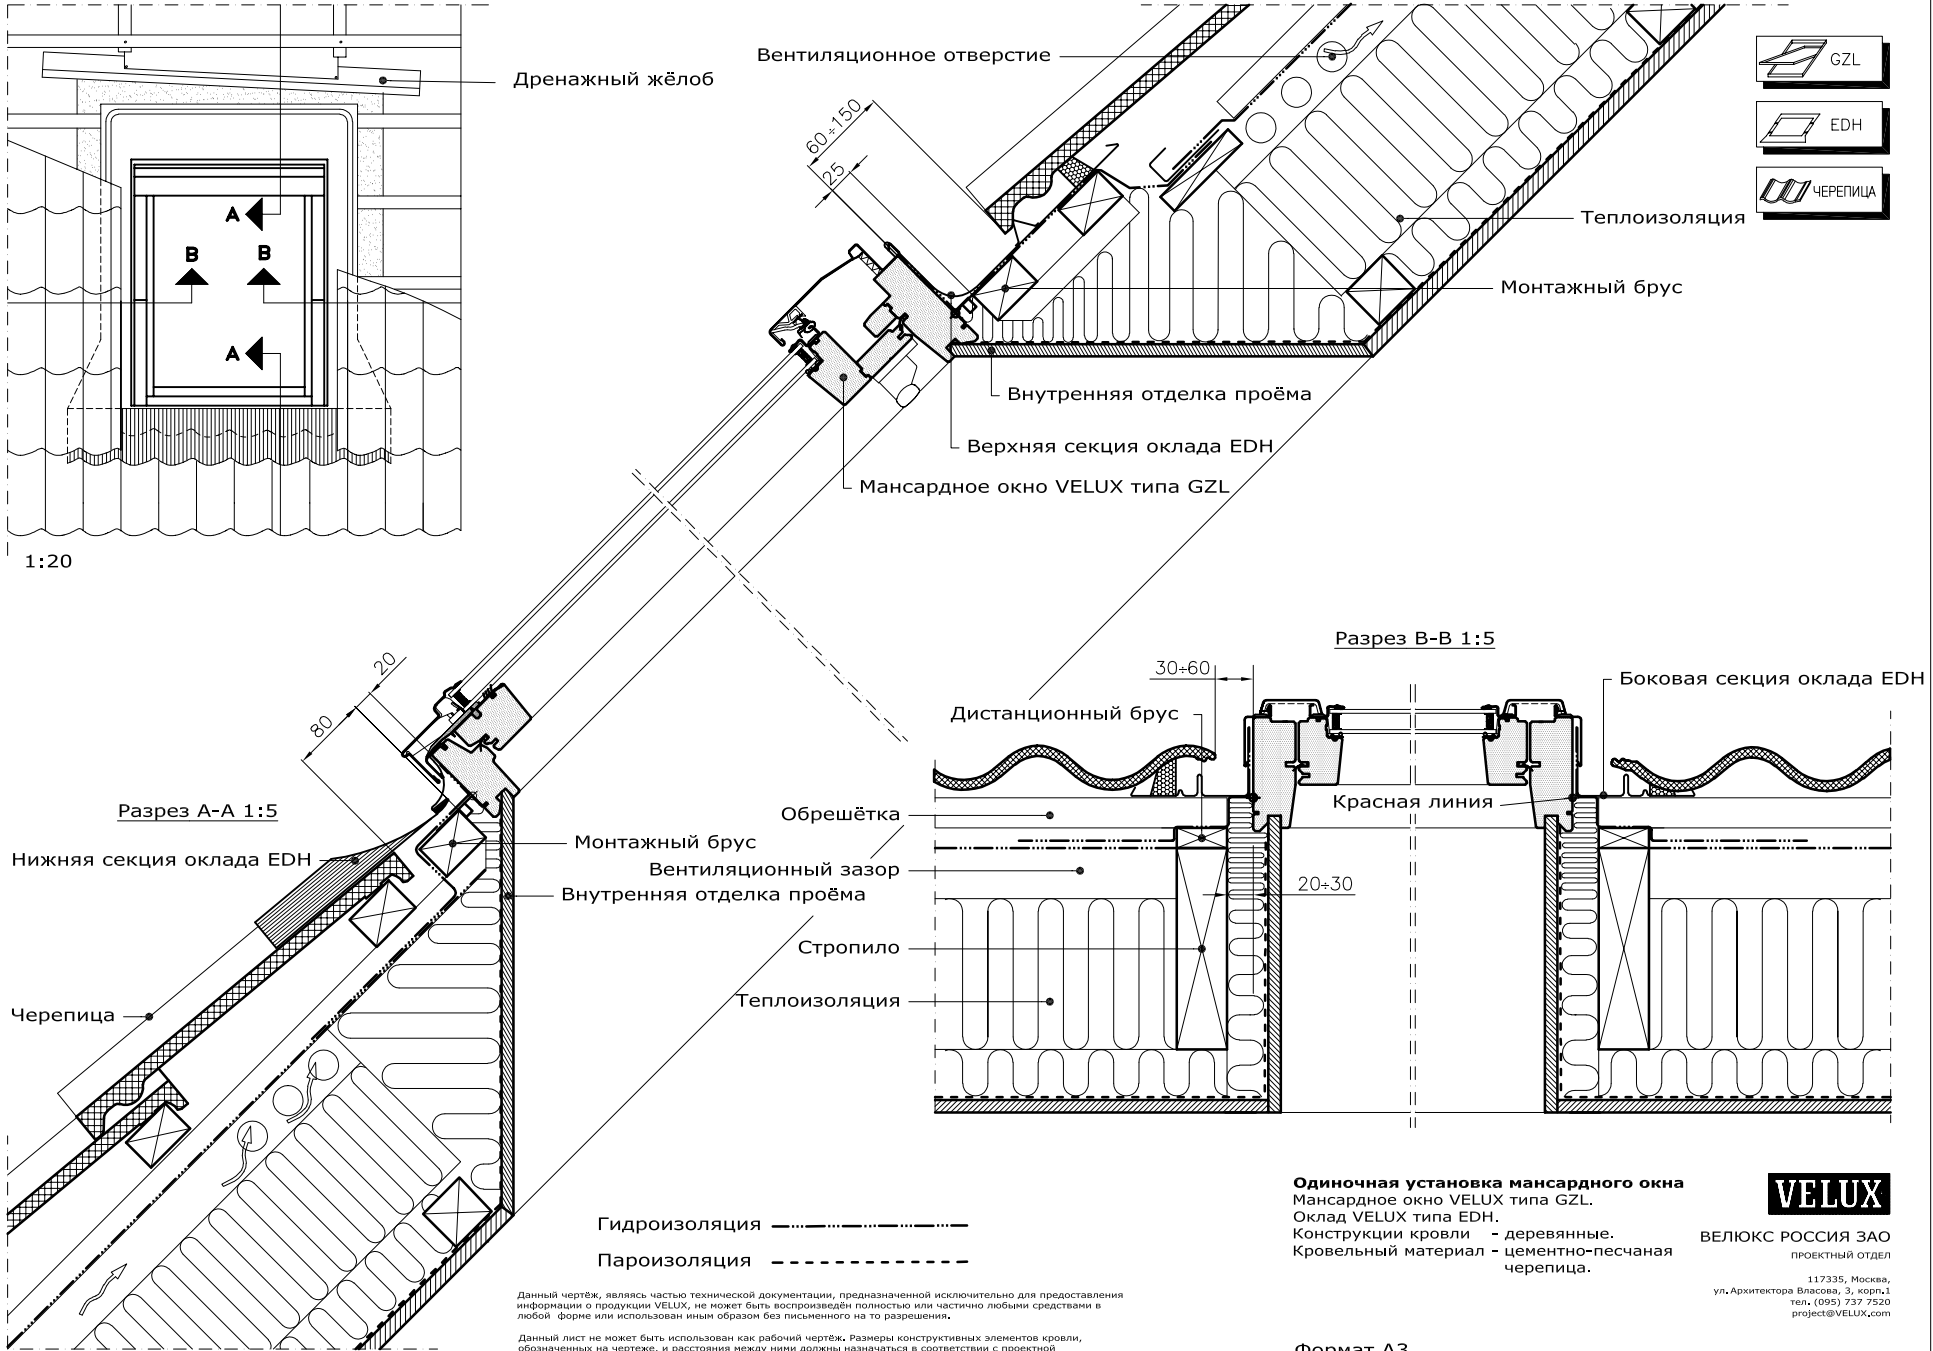 Дренажный жёлоб
A
B
B
A
1:20
Вентиляционное отверстие
60÷150
25
GZL
EDH
ЧЕРЕПИЦА
Теплоизоляция
Монтажный брус
Внутренняя отделка проёма
Верхняя секция оклада EDH
Мансардное окно VELUX типа GZL
20
80
Разрез А-А 1:5
Нижняя секция оклада EDH
Монтажный брус
Внутренняя отделка проёма
Черепица
Разрез В-В 1:5
30÷60
Боковая секция оклада EDH
Дистанционный брус
Обрешётка
Красная линия
Вентиляционный зазор
20÷30
Стропило
Теплоизоляция
Гидроизоляция
Пароизоляция
Данный чертёж, являясь частью технической документации, предназначенной исключительно для предоставления
информации о продукции VELUX, не может быть воспроизведён полностью или частично любыми средствами в
любой форме или использован иным образом без письменного на то разрешения.
Данный лист не может быть использован как рабочий чертёж. Размеры конструктивных элементов кровли,
обозначенных на чертеже, и расстояния между ними должны назначаться в соответствии с проектной
Одиночная установка мансардного окна
Мансардное окно VELUX типа GZL.
Оклад VELUX типа EDH.
Конструкции кровли - деревянные.
Кровельный материал - цементно-песчаная
черепица.
VELUX
ВЕЛЮКС РОССИЯ ЗАО
ПРОЕКТНЫЙ ОТДЕЛ
117335, Москва,
ул. Архитектора Власова, 3, корп.1
тел. (095) 737 7520
project@VELUX.com
Формат А3